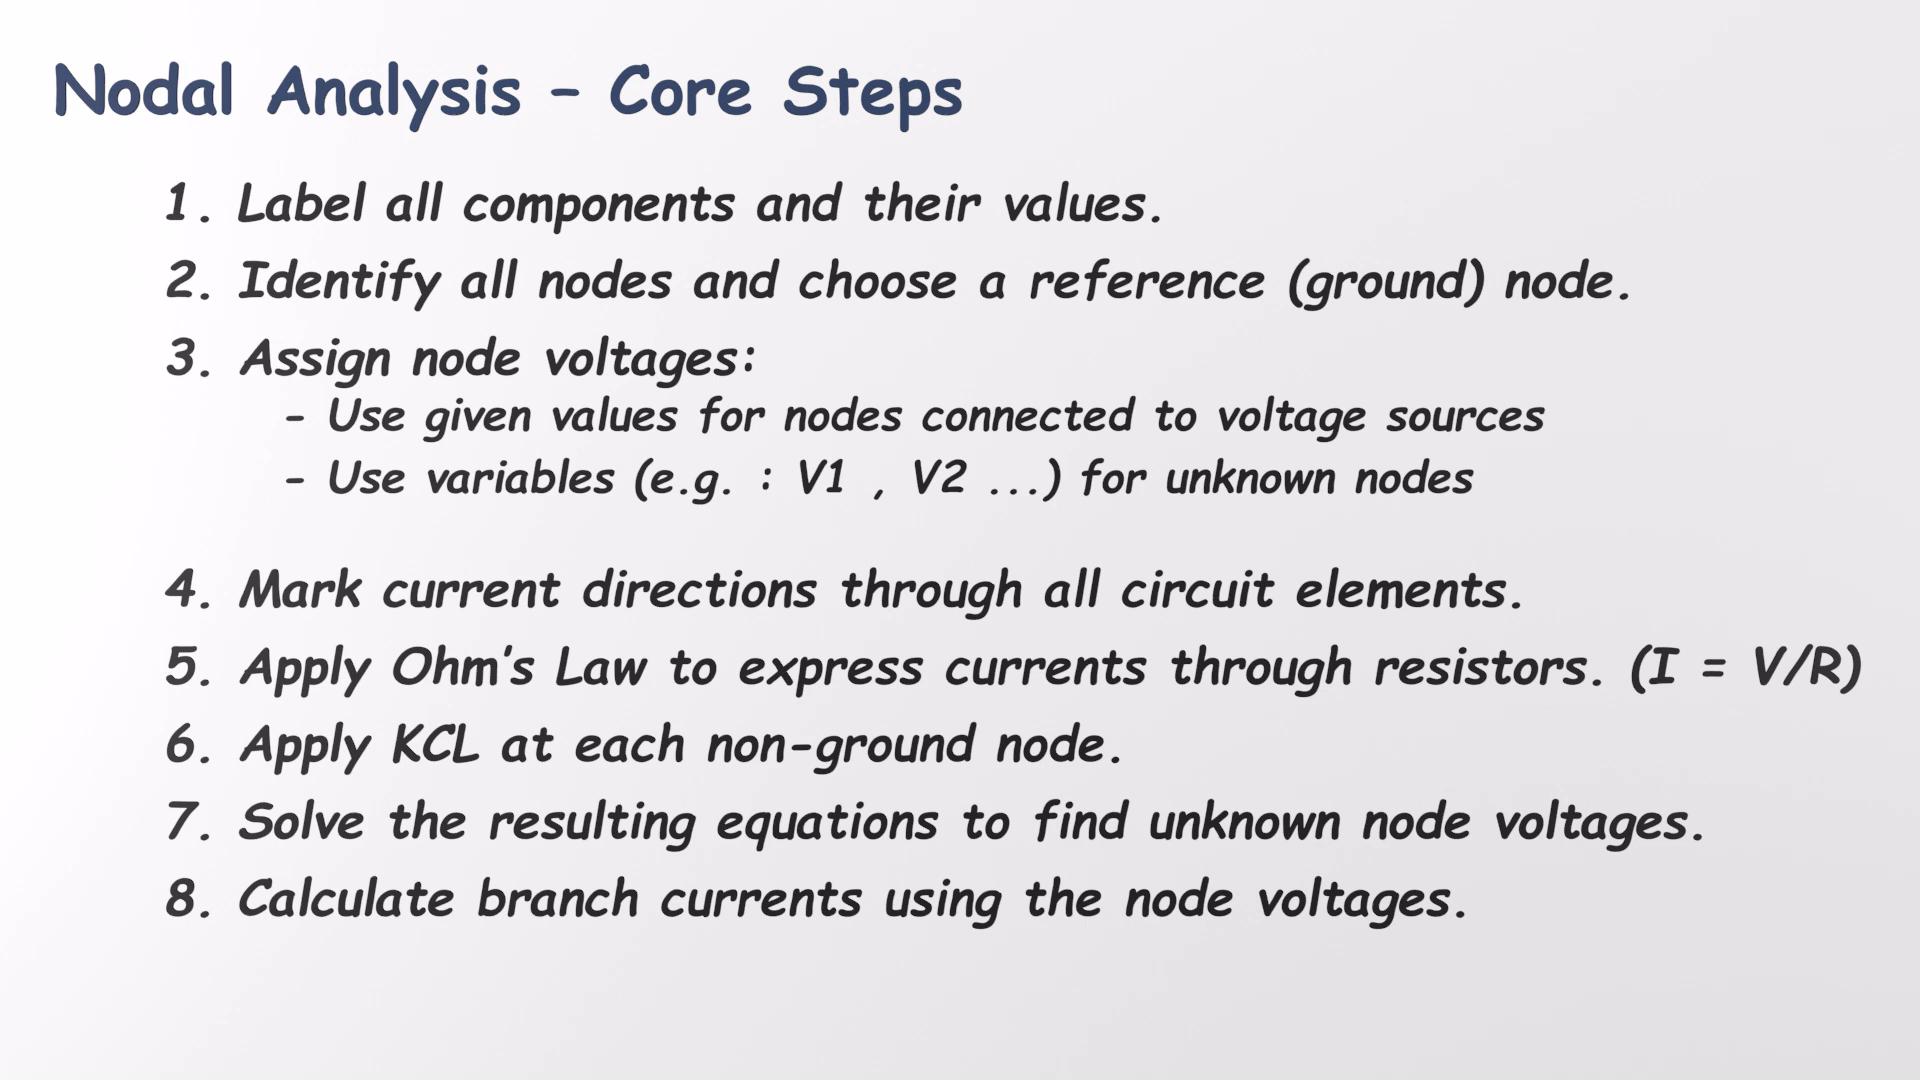 Nodal Analysis – Core Steps
1. Label all components and their values.
2. Identify all nodes and choose a reference (ground) node.
3. Assign node voltages:
- Use given values for nodes connected to voltage sources
- Use variables (e.g. : V1 , V2 ...) for unknown nodes
4. Mark current directions through all circuit elements.
5. Apply Ohm's Law to express currents through resistors. (I = V/R)
6. Apply KCL at each non-ground node.
7. Solve the resulting equations to find unknown node voltages.
8. Calculate branch currents using the node voltages.